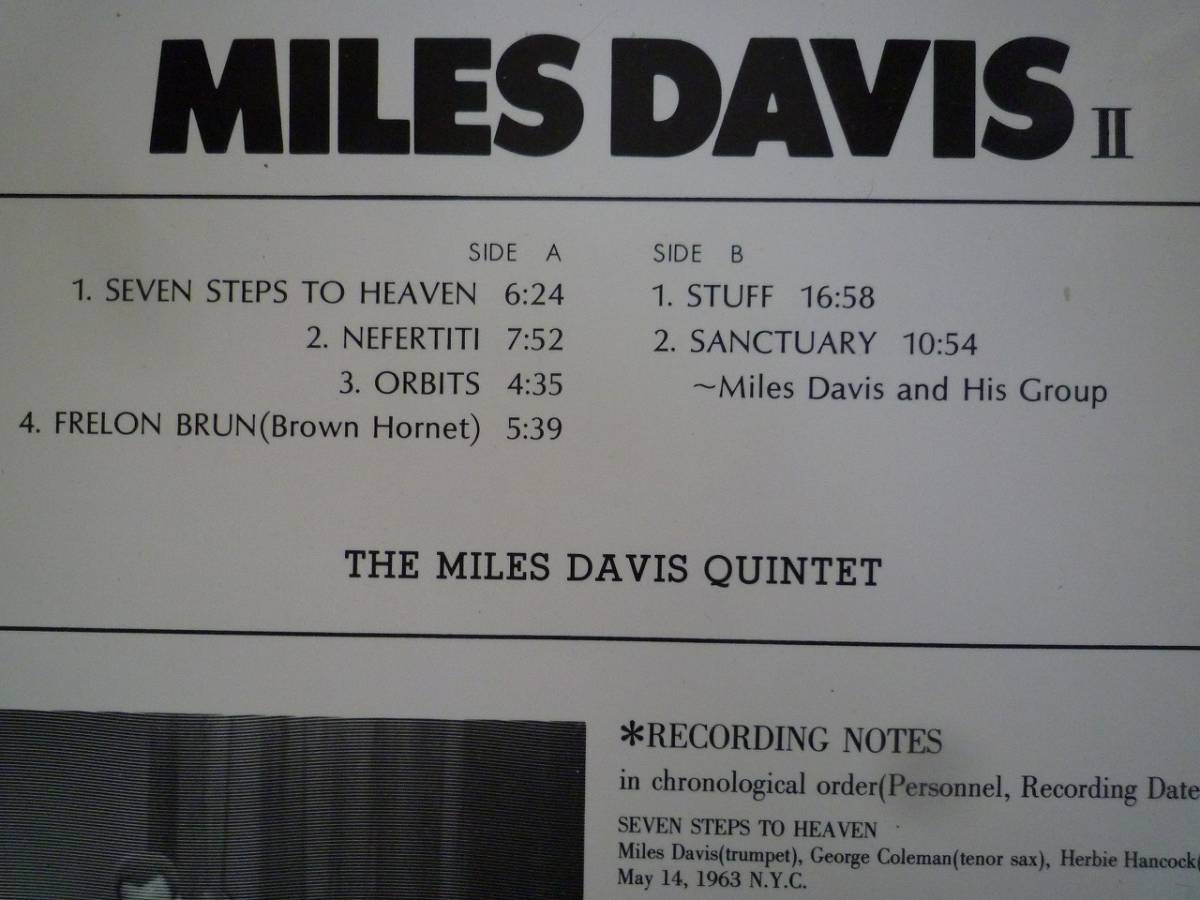 MILES DAVIS II
SIDE A
1. SEVEN STEPS TO HEAVEN 6:24
2. NEFERTITI 7:52
3. ORBITS 4:35
4. FRELON BRUN(Brown Hornet) 5:39
SIDE B
1. STUFF 16:58
2. SANCTUARY 10:54
~Miles Davis and His Group
THE MILES DAVIS QUINTET
*RECORDING NOTES
in chronological order(Personnel, Recording Date
SEVEN STEPS TO HEAVEN
Miles Davis(trumpet), George Coleman(tenor sax), Herbie Hancock(
May 14, 1963 N.Y.C.